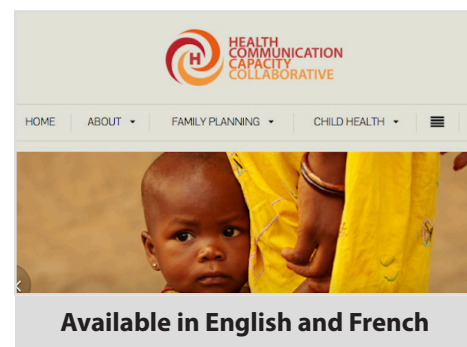 HEALTH
COMMUNICATION
CAPACITY
COLLABORATIVE
H
HOME ABOUT FAMILY PLANNING CHILD HEALTH
Available in English and French